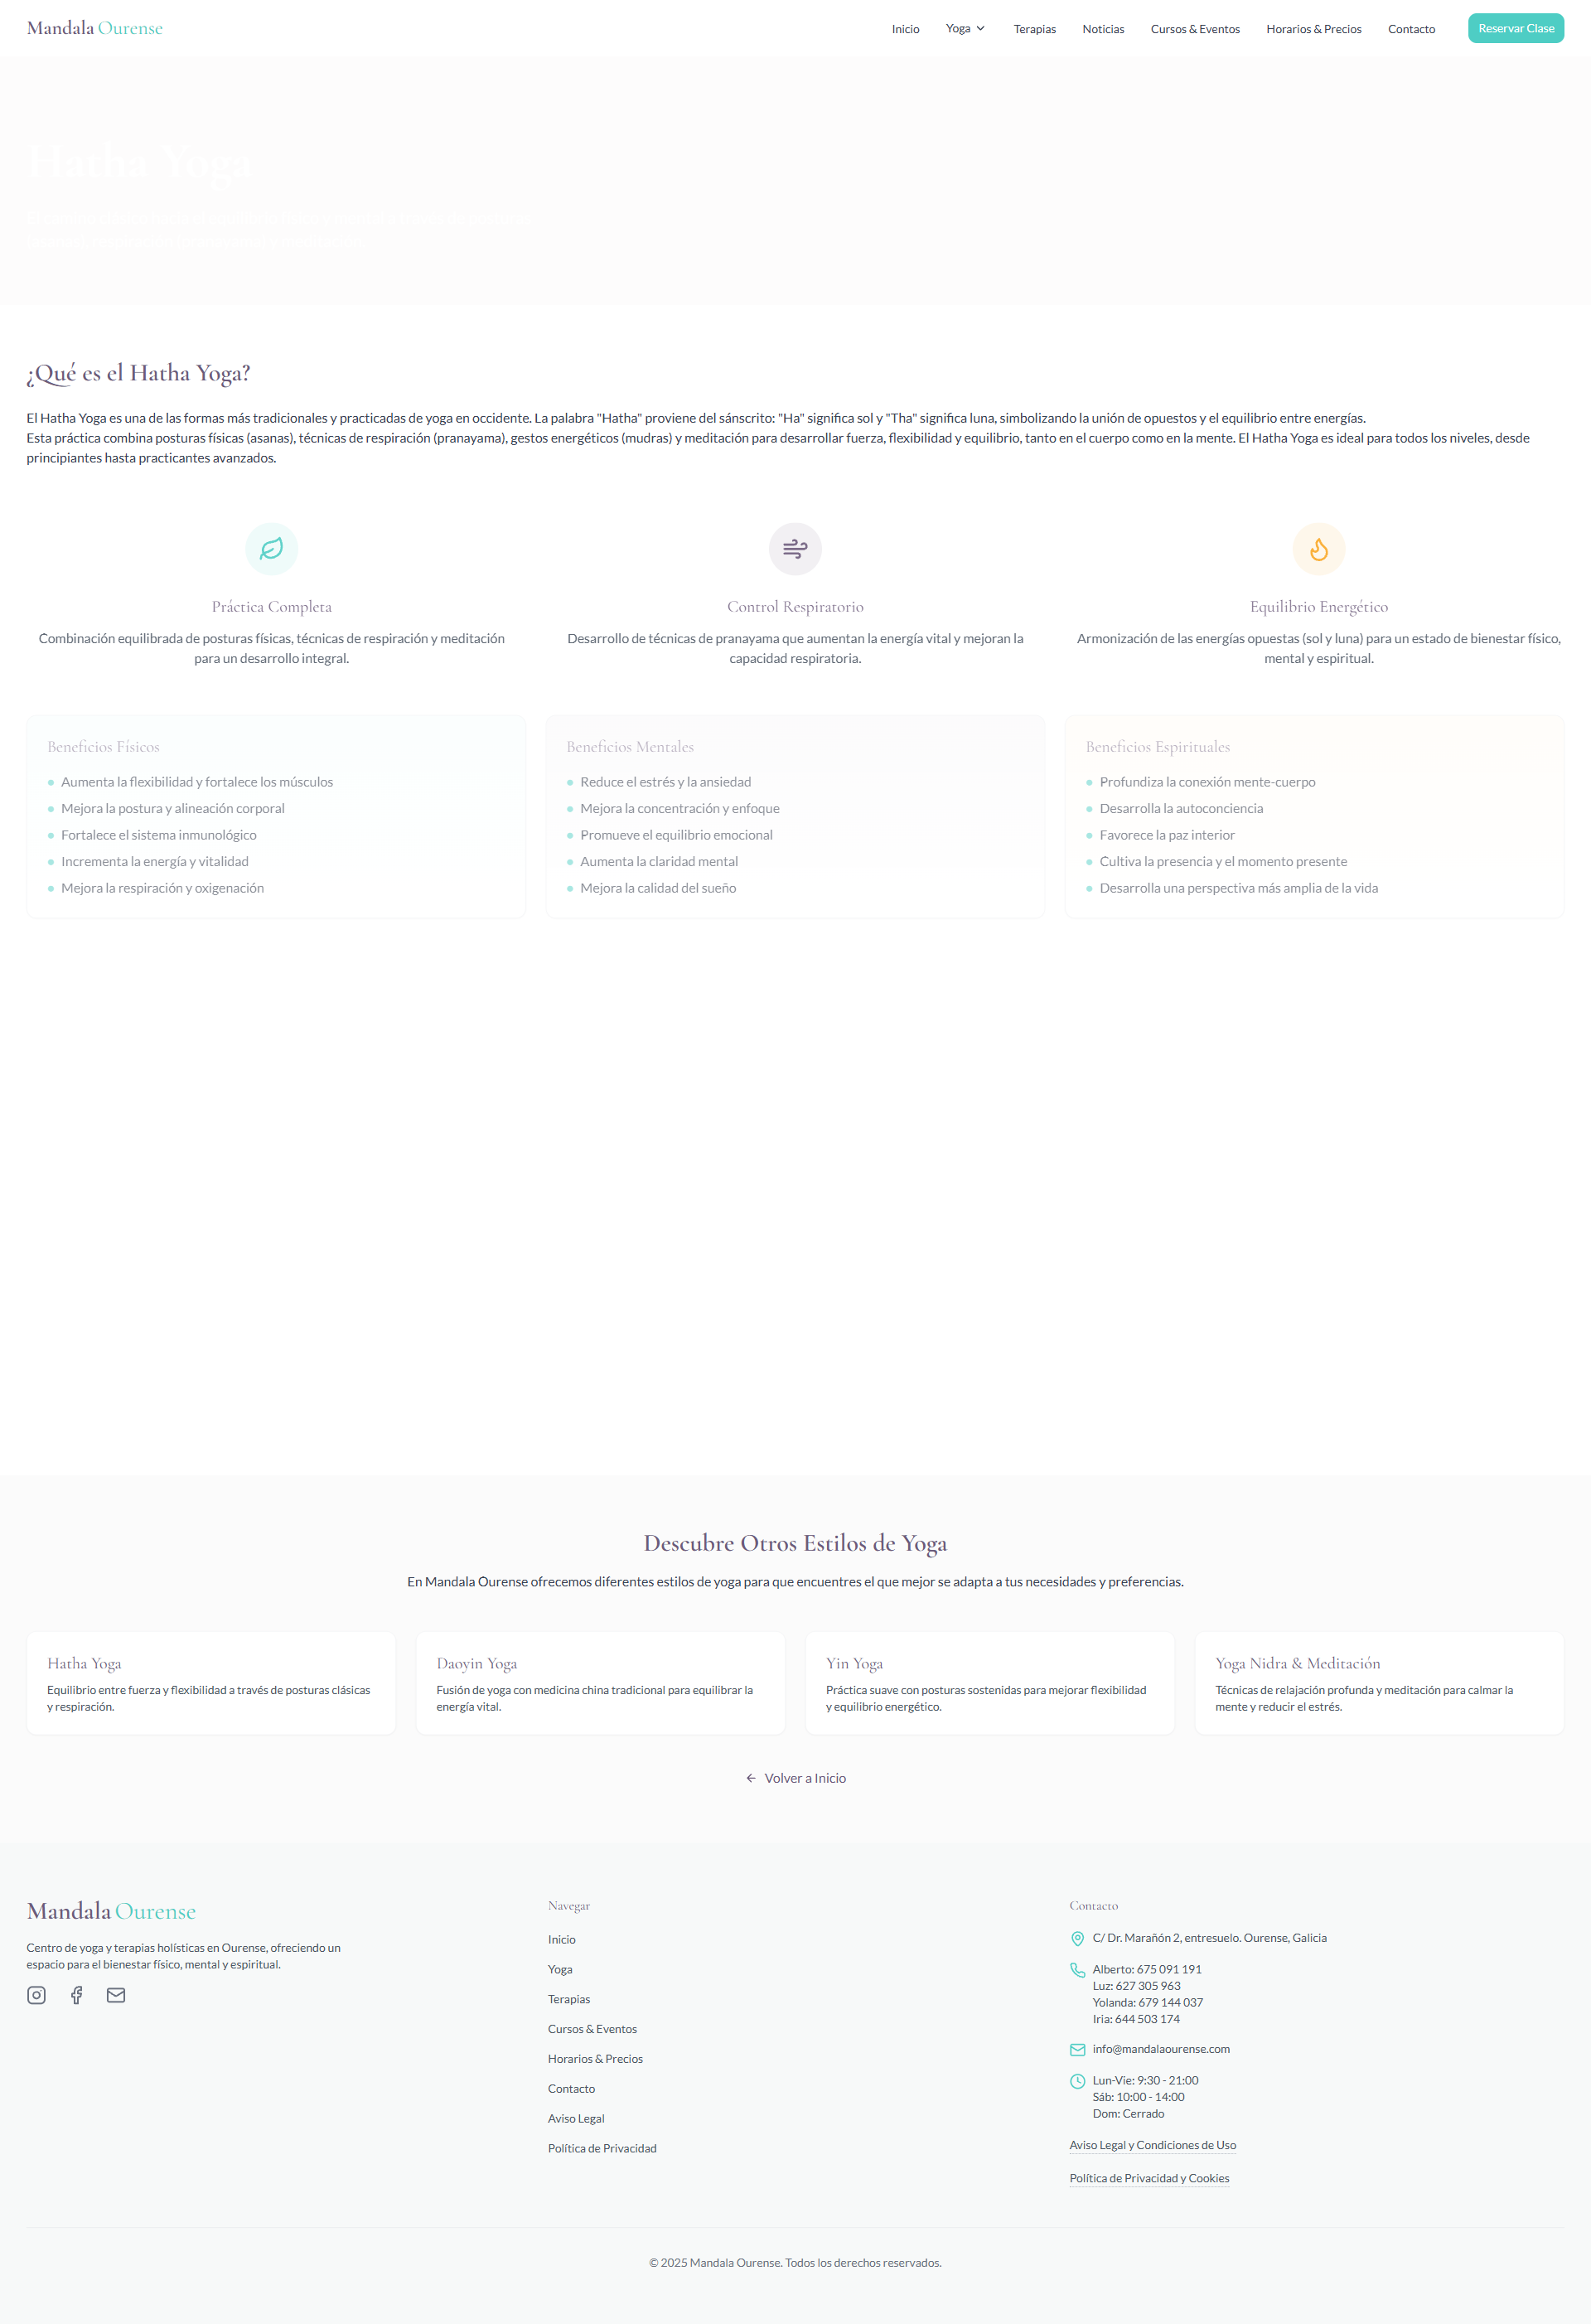 Mandala Ourense
Inicio
Yoga
Terapias
Noticias
Cursos & Eventos
Horarios & Precios
Contacto
Reservar Clase
Hatha Yoga
¿Qué es el Hatha Yoga?
El Hatha Yoga es una de las formas más tradicionales y practicadas de yoga en occidente. La palabra "Hatha" proviene del sánscrito: "Ha" significa sol y "Tha" significa luna, simbolizando la unión de opuestos y el equilibrio entre energías.
Esta práctica combina posturas físicas (asanas), técnicas de respiración (pranayama), gestos energéticos (mudras) y meditación para desarrollar fuerza, flexibilidad y equilibrio, tanto en el cuerpo como en la mente. El Hatha Yoga es ideal para todos los niveles, desde
principiantes hasta practicantes avanzados.
Práctica Completa
Combinación equilibrada de posturas físicas, técnicas de respiración y meditación
para un desarrollo integral.
Control Respiratorio
Desarrollo de técnicas de pranayama que aumentan la energía vital y mejoran la
capacidad respiratoria.
Equilibrio Energético
Armonización de las energías opuestas (sol y luna) para un estado de bienestar físico,
mental y espiritual.
Beneficios Físicos
Aumenta la flexibilidad y fortalece los músculos
Mejora la postura y alineación corporal
Fortalece el sistema inmunológico
Incrementa la energía y vitalidad
Mejora la respiración y oxigenación
Beneficios Mentales
Reduce el estrés y la ansiedad
Mejora la concentración y enfoque
Promueve el equilibrio emocional
Aumenta la claridad mental
Mejora la calidad del sueño
Beneficios Espirituales
Profundiza la conexión mente-cuerpo
Desarrolla la autoconciencia
Favorece la paz interior
Cultiva la presencia y el momento presente
Desarrolla una perspectiva más amplia de la vida
Descubre Otros Estilos de Yoga
En Mandala Ourense ofrecemos diferentes estilos de yoga para que encuentres el que mejor se adapta a tus necesidades y preferencias.
Hatha Yoga
Equilibrio entre fuerza y flexibilidad a través de posturas clásicas
y respiración.
Daoyin Yoga
Fusión de yoga con medicina china tradicional para equilibrar la
energía vital.
Yin Yoga
Práctica suave con posturas sostenidas para mejorar flexibilidad
y equilibrio energético.
Yoga Nidra & Meditación
Técnicas de relajación profunda y meditación para calmar la
mente y reducir el estrés.
Volver a Inicio
Mandala Ourense
Centro de yoga y terapias holísticas en Ourense, ofreciendo un
espacio para el bienestar físico, mental y espiritual.
Navegar
Inicio
Yoga
Terapias
Cursos & Eventos
Horarios & Precios
Contacto
Aviso Legal
Política de Privacidad
Contacto
C/ Dr. Marañón 2, entresuelo. Ourense, Galicia
Alberto: 675 091 191
Luz: 627 305 963
Yolanda: 679 144 037
Iria: 644 503 174
info@mandalaourense.com
Lun-Vie: 9:30 - 21:00
Sáb: 10:00 - 14:00
Dom: Cerrado
Aviso Legal y Condiciones de Uso
Política de Privacidad y Cookies
© 2025 Mandala Ourense. Todos los derechos reservados.